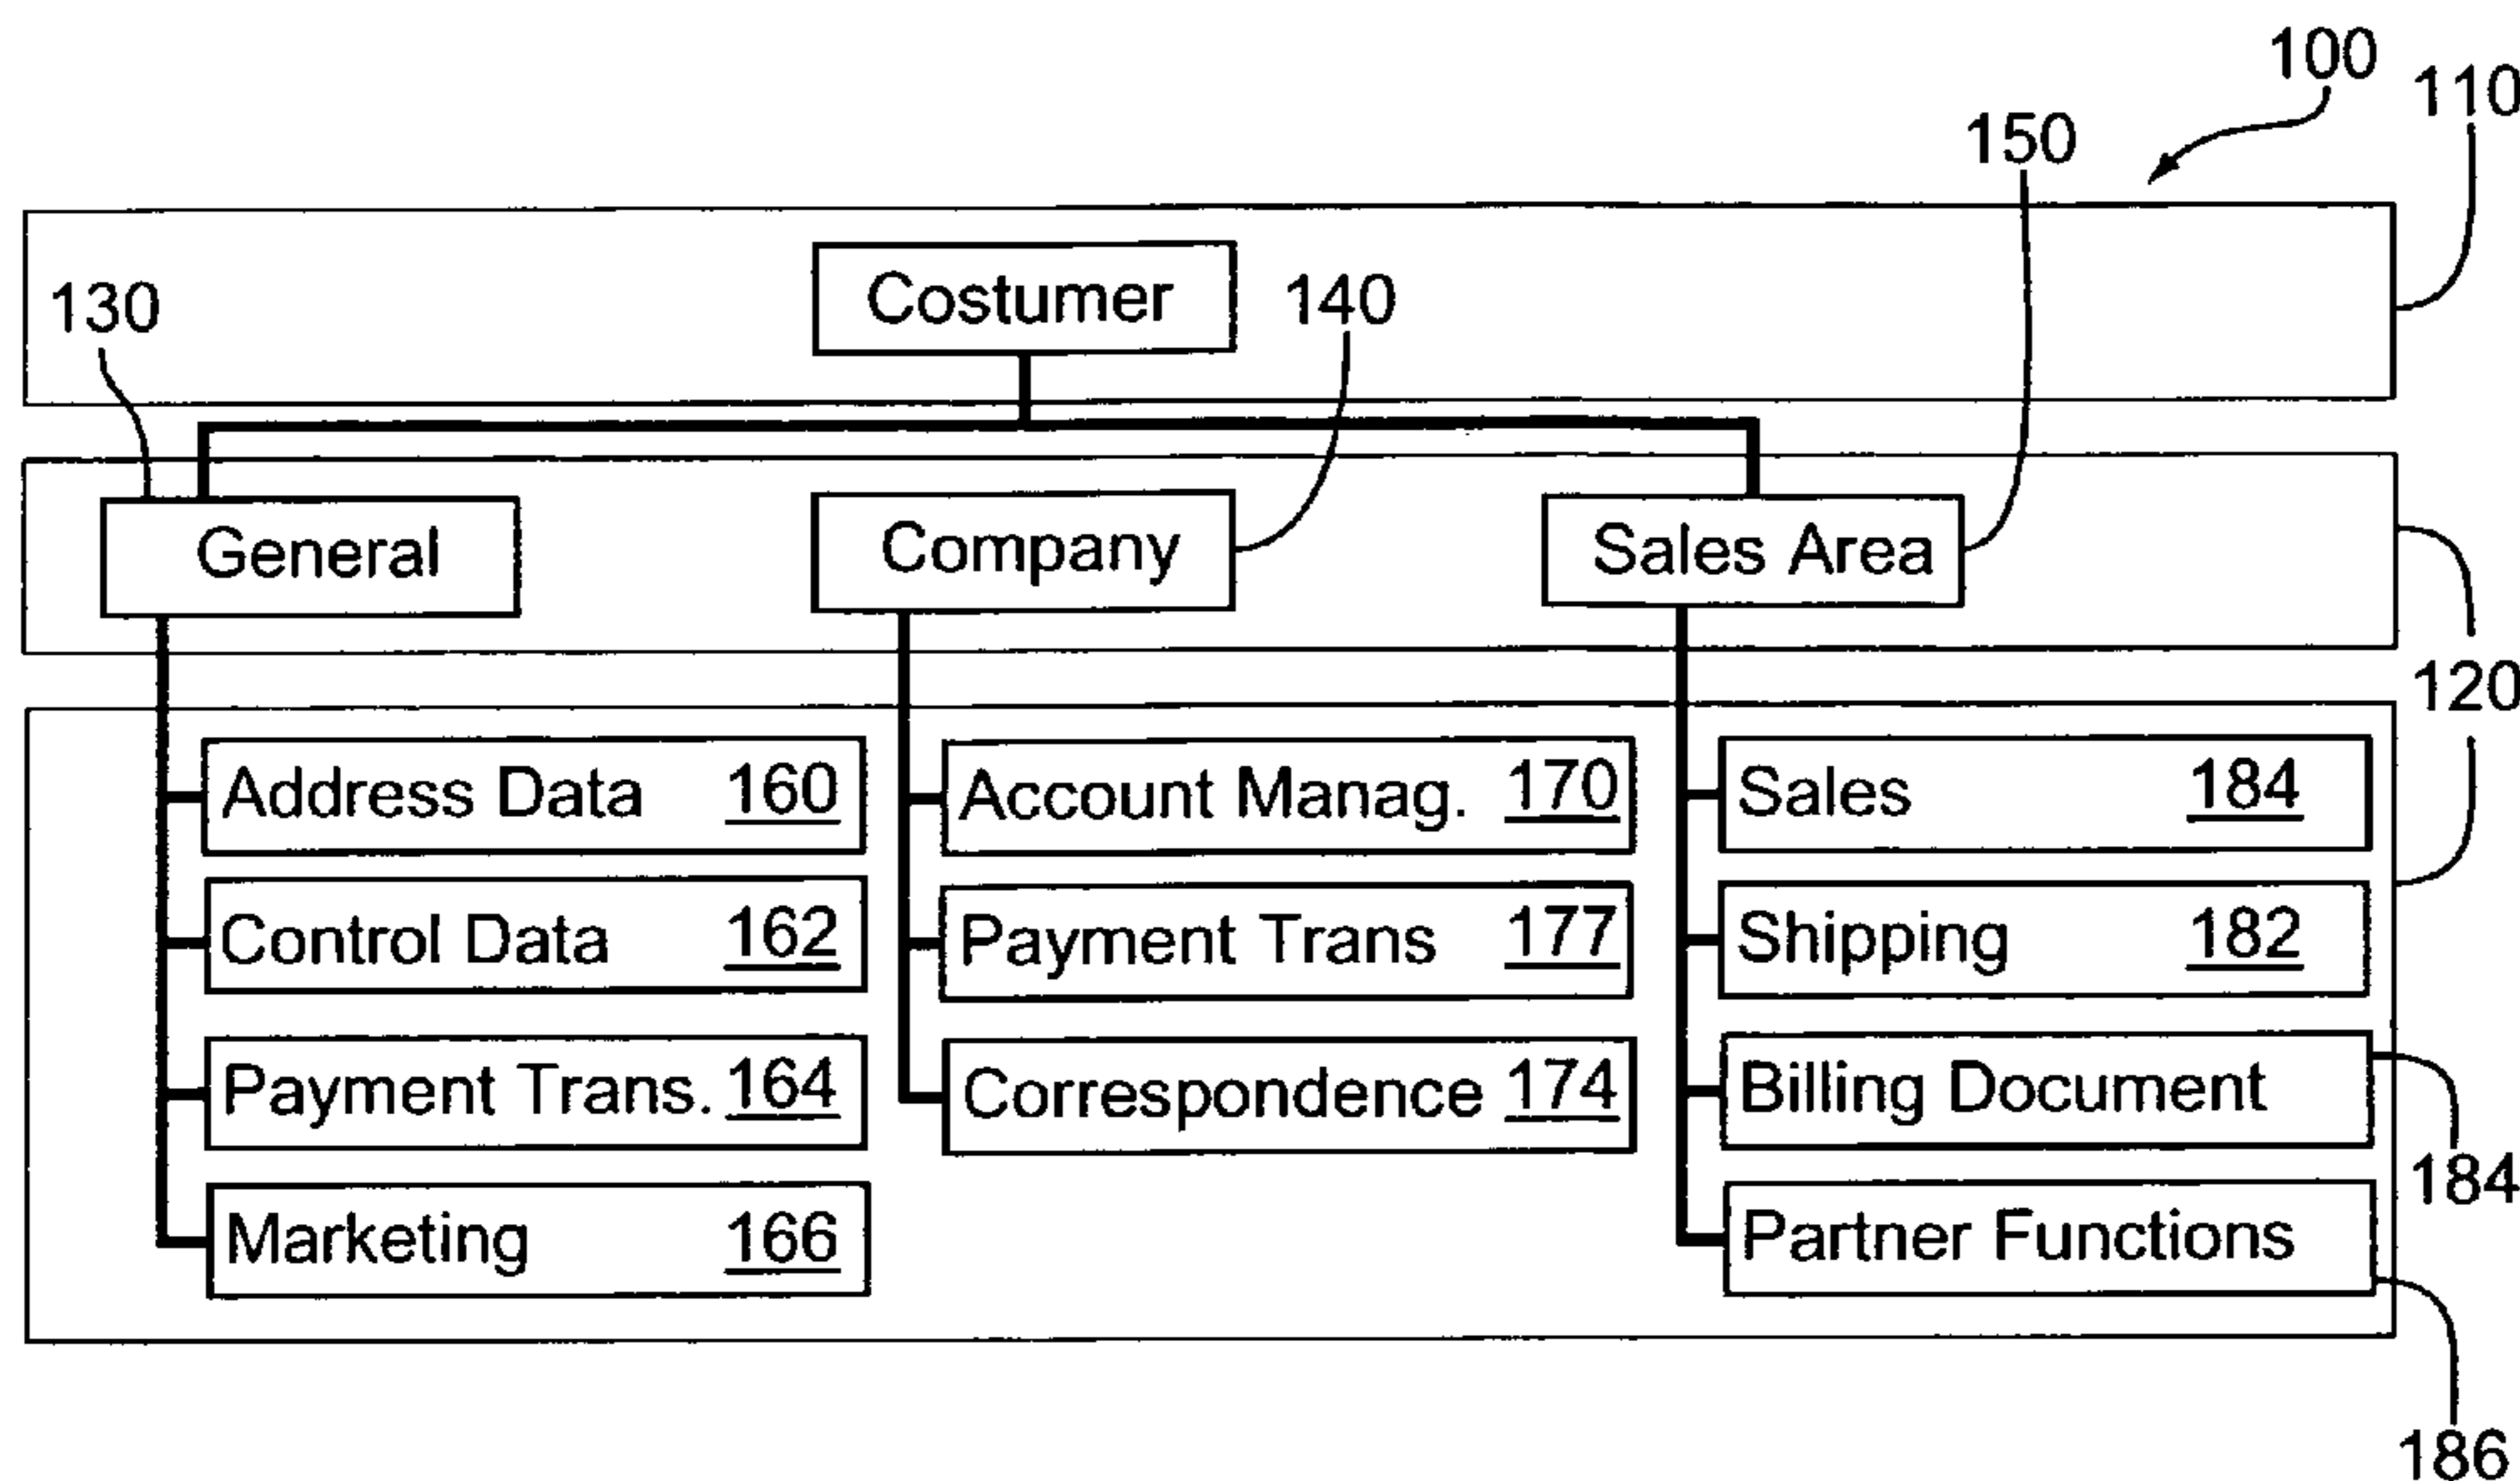 100
110
150
Costumer
130
140
General
Company
Sales Area
120
Address Data 160
Account Manag. 170
Sales 184
Control Data 162
Payment Trans 177
Shipping 182
Payment Trans. 164
Correspondence 174
Billing Document
184
Marketing 166
Partner Functions
186